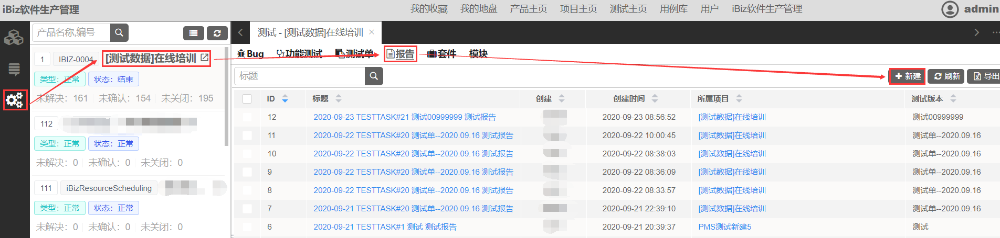 iBiz软件生产管理
我的收藏 我的地盘 产品主页 项目主页 测试主页 用例库 用户 iBiz软件生产管理
admin
产品名称,编号
测试 - [测试数据]在线培训 ×
1 IBIZ-0004 [测试数据]在线培训
类型：正常 状态：结束
未解决：161 未确认：154 未关闭：195
112
类型：正常 状态：正常
未解决：0 未确认：0 未关闭：0
111 iBizResourceScheduling
类型：正常 状态：正常
未解决：0 未确认：0 未关闭：0
Bug 功能测试 测试单 报告 套件 模块
标题
新建 刷新 导出
ID 标题 创建 创建时间 所属项目 测试版本
12 2020-09-23 TESTTASK#21 测试00999999 测试报告 2020-09-23 08:56:52 [测试数据]在线培训 测试00999999
11 2020-09-22 TESTTASK#20 测试单--2020.09.16 测试报告 2020-09-22 10:00:45 [测试数据]在线培训 测试单--2020.09.16
10 2020-09-22 TESTTASK#20 测试单--2020.09.16 测试报告 2020-09-22 08:38:03 [测试数据]在线培训 测试单--2020.09.16
9 2020-09-22 TESTTASK#20 测试单--2020.09.16 测试报告 2020-09-22 08:36:09 [测试数据]在线培训 测试单--2020.09.16
8 2020-09-22 TESTTASK#20 测试单--2020.09.16 测试报告 2020-09-22 08:33:57 [测试数据]在线培训 测试单--2020.09.16
7 2020-09-21 TESTTASK#20 测试单--2020.09.16 测试报告 2020-09-21 22:39:10 [测试数据]在线培训 测试单--2020.09.16
6 2020-09-21 TESTTASK#1 测试 测试报告 2020-09-21 20:39:37 PMS测试新建5 测试